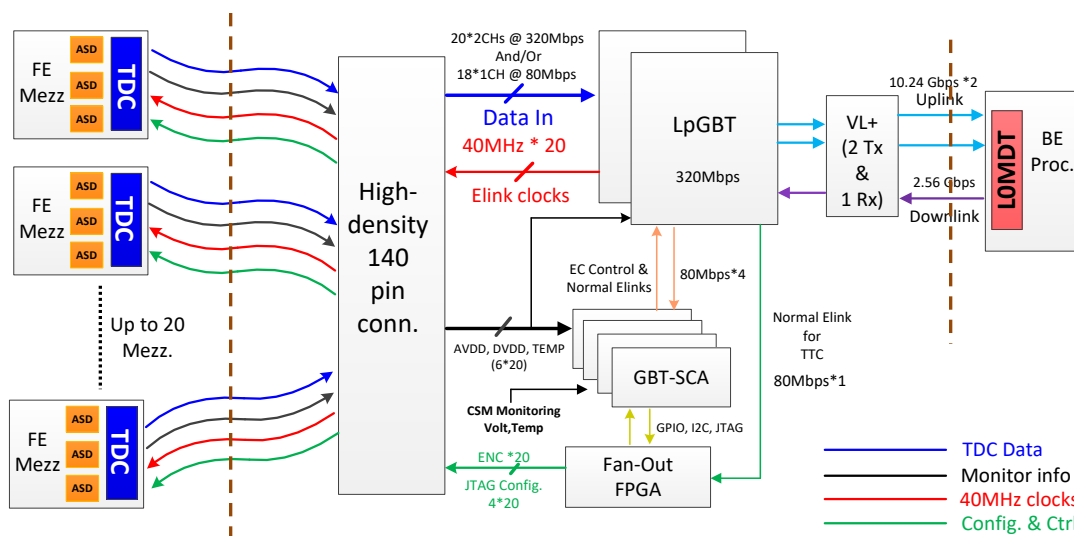 FE
Mezz
ASD
ASD
ASD
TDC
FE
Mezz
ASD
ASD
ASD
TDC
Up to 20
Mezz.
FE
Mezz
ASD
ASD
ASD
TDC
High-
density
140
pin
conn.
20*2CHs @ 320Mbps
And/Or
18*1CH @ 80Mbps
Data In
40MHz * 20
Elink clocks
LpGBT
320Mbps
VL+
(2 Tx
&
1 Rx)
10.24 Gbps *2
Uplink
2.56 Gbps
Downlink
L0MDT
BE
Proc.
EC Control &
Normal Elinks
80Mbps*4
Normal Elink
for
TTC
80Mbps*1
AVDD, DVDD, TEMP
(6*20)
GBT-SCA
CSM Monitoring
Volt,Temp
GPIO, I2C, JTAG
ENC *20
JTAG Config.
4*20
Fan-Out
FPGA
TDC Data
Monitor info
40MHz clocks
Config. & Ctrl